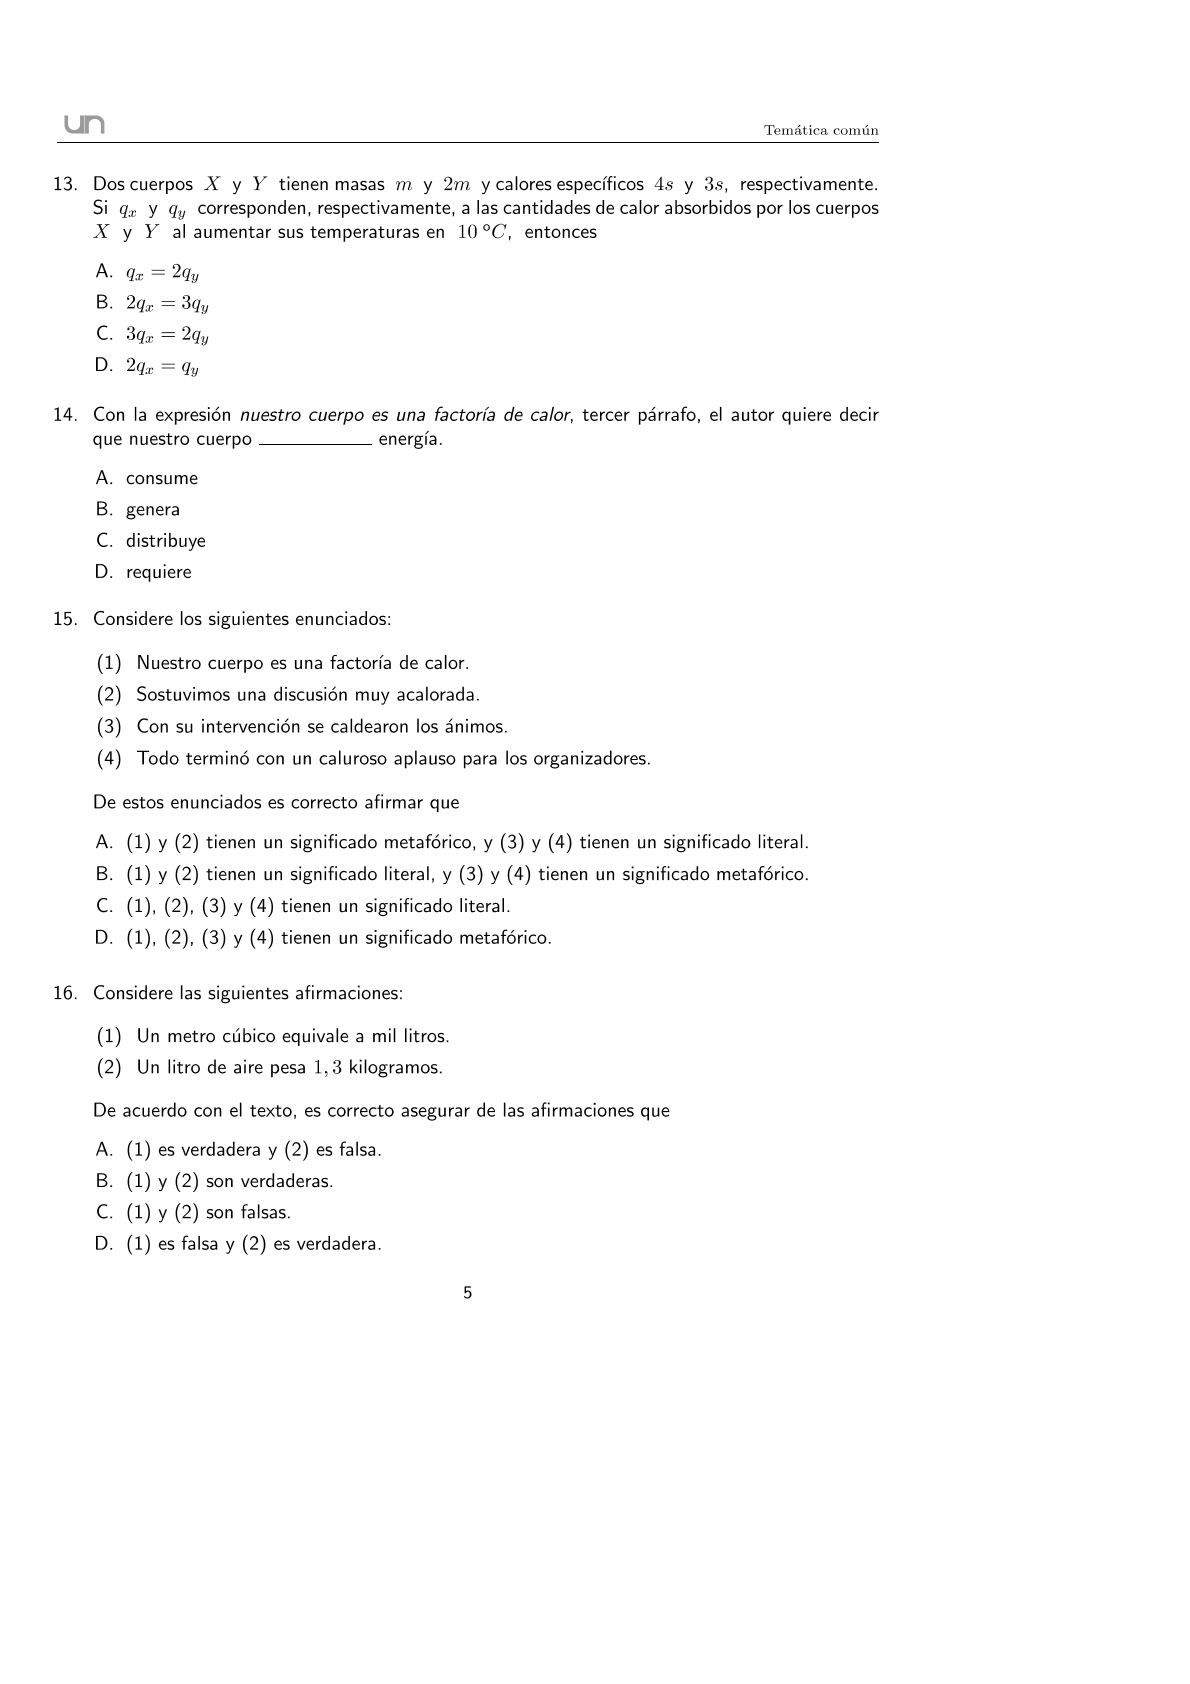 un
Temática común
13. Dos cuerpos X y Y tienen masas m y 2m y calores específicos 4s y 3s, respectivamente.
Si qₓ y q_y corresponden, respectivamente, a las cantidades de calor absorbidos por los cuerpos
X y Y al aumentar sus temperaturas en 10 °C, entonces
A. qₓ = 2q_y
B. 2qₓ = 3q_y
C. 3qₓ = 2q_y
D. 2qₓ = q_y
14. Con la expresión nuestro cuerpo es una factoría de calor, tercer párrafo, el autor quiere decir
que nuestro cuerpo __________ energía.
A. consume
B. genera
C. distribuye
D. requiere
15. Considere los siguientes enunciados:
(1) Nuestro cuerpo es una factoría de calor.
(2) Sostuvimos una discusión muy acalorada.
(3) Con su intervención se caldearon los ánimos.
(4) Todo terminó con un caluroso aplauso para los organizadores.
De estos enunciados es correcto afirmar que
A. (1) y (2) tienen un significado metafórico, y (3) y (4) tienen un significado literal.
B. (1) y (2) tienen un significado literal, y (3) y (4) tienen un significado metafórico.
C. (1), (2), (3) y (4) tienen un significado literal.
D. (1), (2), (3) y (4) tienen un significado metafórico.
16. Considere las siguientes afirmaciones:
(1) Un metro cúbico equivale a mil litros.
(2) Un litro de aire pesa 1,3 kilogramos.
De acuerdo con el texto, es correcto asegurar de las afirmaciones que
A. (1) es verdadera y (2) es falsa.
B. (1) y (2) son verdaderas.
C. (1) y (2) son falsas.
D. (1) es falsa y (2) es verdadera.
5